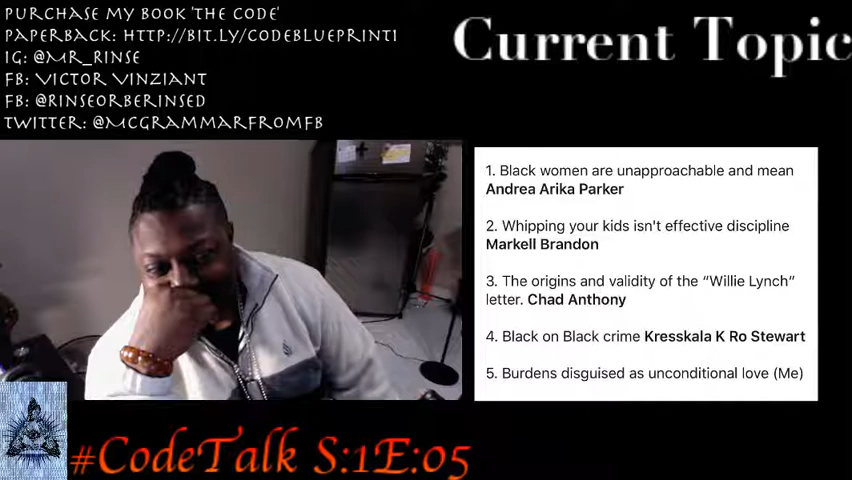 PURCHASE MY BOOK 'THE CODE'
PAPERBACK: HTTP://BIT.LY/CODEBLUEPRINT1
IG: @MR_RINSE
FB: VICTOR VINZIANT
FB: @RINSEORBERINSED
TWITTER: @MCGRAMMARFROMFB
Current Topic
1. Black women are unapproachable and mean
Andrea Arika Parker
2. Whipping your kids isn't effective discipline
Markell Brandon
3. The origins and validity of the “Willie Lynch”
letter. Chad Anthony
4. Black on Black crime Kresskala K Ro Stewart
5. Burdens disguised as unconditional love (Me)
#CodeTalk S:1E:05